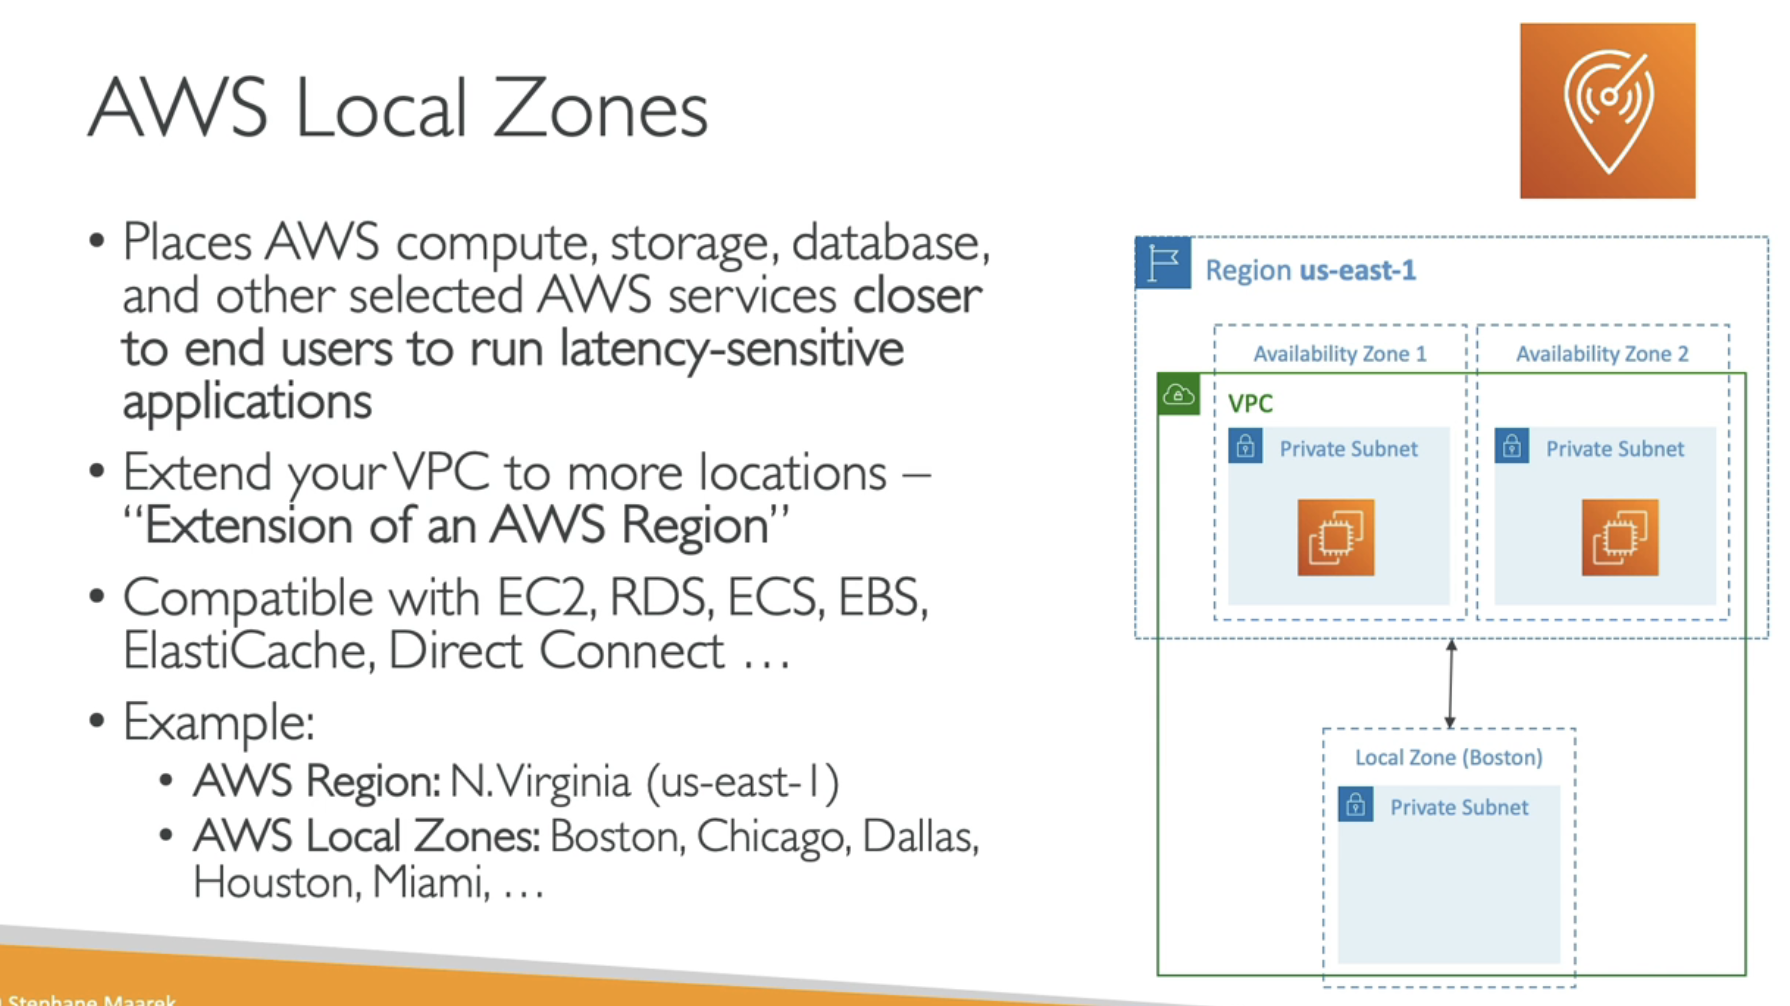 AWS Local Zones
• Places AWS compute, storage, database,
and other selected AWS services closer
to end users to run latency-sensitive
applications
• Extend your VPC to more locations –
“Extension of an AWS Region”
• Compatible with EC2, RDS, ECS, EBS,
ElastiCache, Direct Connect …
• Example:
• AWS Region: N.Virginia (us-east-1)
• AWS Local Zones: Boston, Chicago, Dallas,
Houston, Miami, …
Region us-east-1
Availability Zone 1
Availability Zone 2
VPC
Private Subnet
Private Subnet
Local Zone (Boston)
Private Subnet
Stephane Maarek